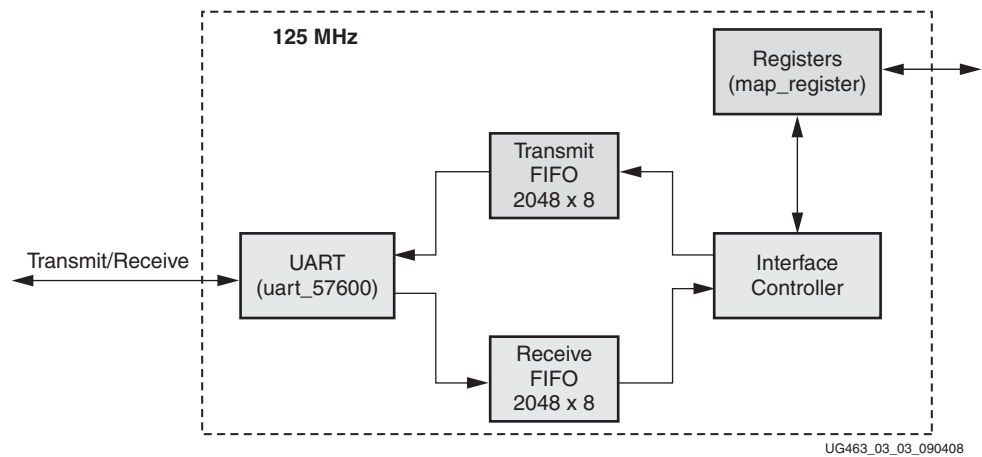 125 MHz
Registers
(map_register)
Transmit
FIFO
2048 x 8
Transmit/Receive
UART
(uart_57600)
Interface
Controller
Receive
FIFO
2048 x 8
UG463_03_03_090408